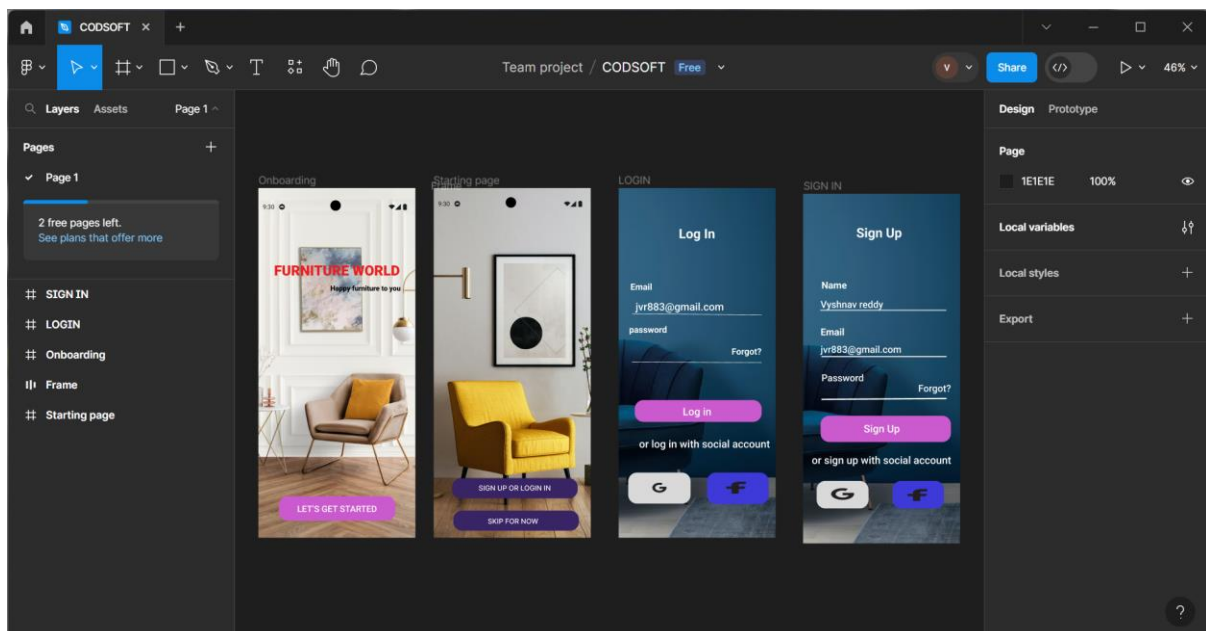 CODSOFT
Team project / CODSOFT Free
V
Share
46%
Layers Assets Page 1
Pages
Page 1
2 free pages left.
See plans that offer more
SIGN IN
LOGIN
Onboarding
Frame
Starting page
Onboarding
9:30
FURNITURE WORLD
Happy furniture to you
LET'S GET STARTED
Starting page
Frame
9:30
SIGN UP OR LOGIN IN
SKIP FOR NOW
LOGIN
Log In
Email
jvr883@gmail.com
password
Forgot?
Log in
or log in with social account
G
F
SIGN IN
Sign Up
Name
Vyshnav reddy
Email
jvr883@gmail.com
Password
Forgot?
Sign Up
or sign up with social account
G
F
Design Prototype
Page
1E1E1E 100%
Local variables
Local styles
Export
?